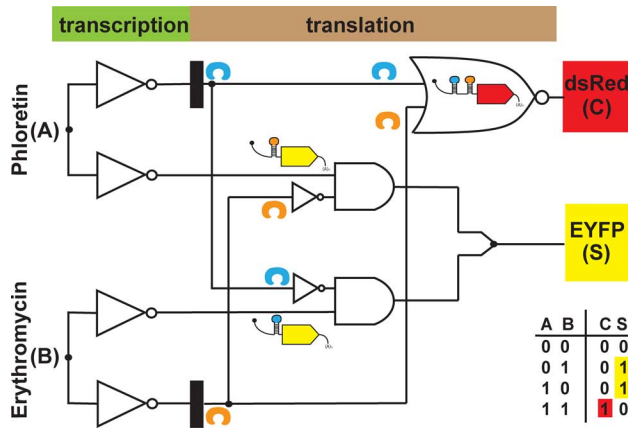 transcription translation
Phloretin
(A)
Erythromycin
(B)
C
C
C
C
C
C
(A)ₙ
(A)ₙ
(A)ₙ
dsRed
(C)
EYFP
(S)
A B C S
0 0 0 0
0 1 0 1
1 0 0 1
1 1 1 0